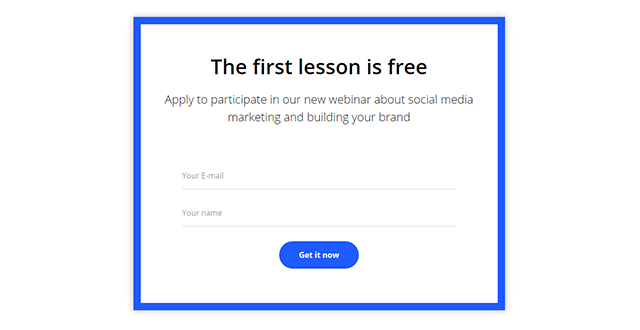 The first lesson is free
Apply to participate in our new webinar about social media
marketing and building your brand
Your E-mail
Your name
Get it now